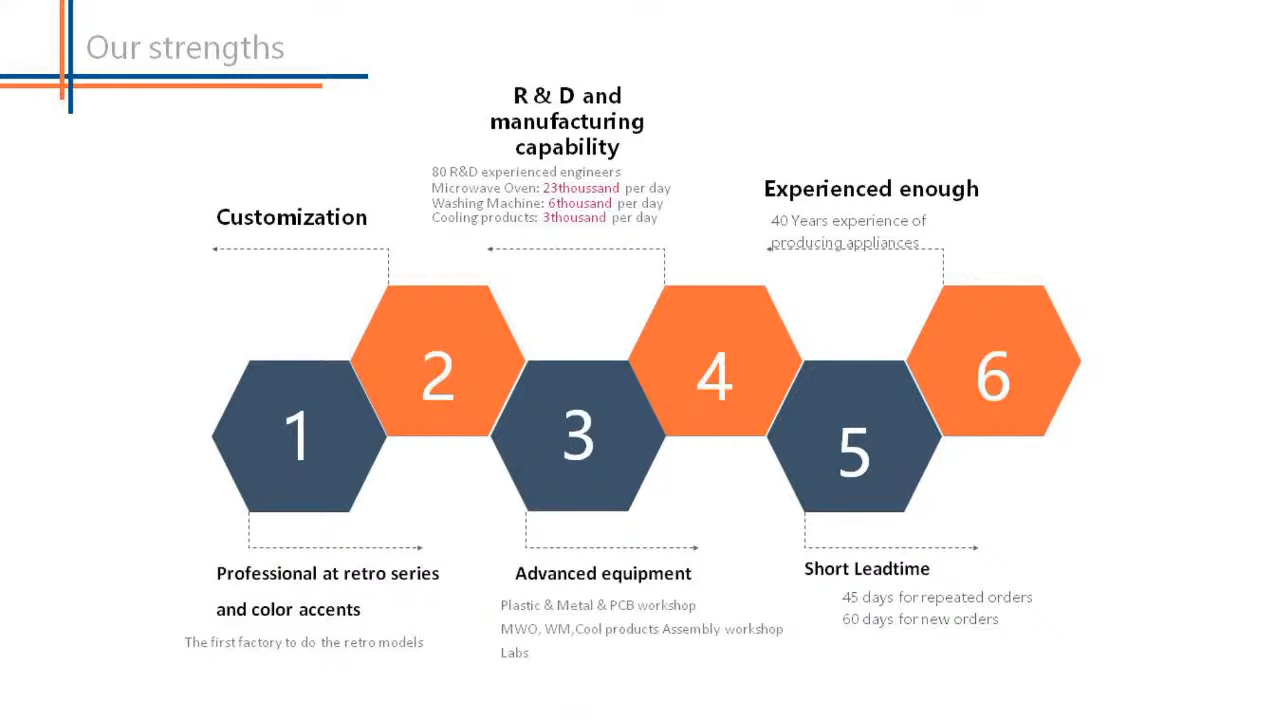 Our strengths
R & D and
manufacturing
capability
80 R&D experienced engineers
Microwave Oven: 23thoussand per day
Washing Machine: 6thousand per day
Cooling products: 3thousand per day
Experienced enough
40 Years experience of
producing appliances
Customization
1
2
3
4
5
6
Professional at retro series
and color accents
The first factory to do the retro models
Advanced equipment
Plastic & Metal & PCB workshop
MWO, WM,Cool products Assembly workshop
Labs
Short Leadtime
45 days for repeated orders
60 days for new orders